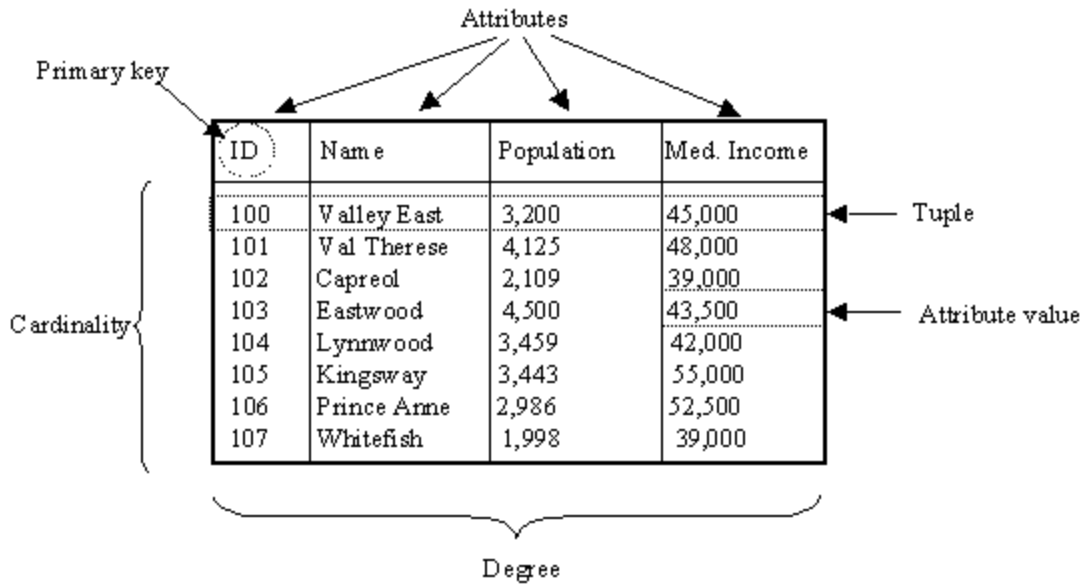 Attributes
Primary key
ID Name Population Med. Income
100 Valley East 3,200 45,000 Tuple
101 Val Therese 4,125 48,000
102 Capreol 2,109 39,000
Cardinality 103 Eastwood 4,500 43,500 Attribute value
104 Lynnwood 3,459 42,000
105 Kingsway 3,443 55,000
106 Prince Anne 2,986 52,500
107 Whitefish 1,998 39,000
Degree